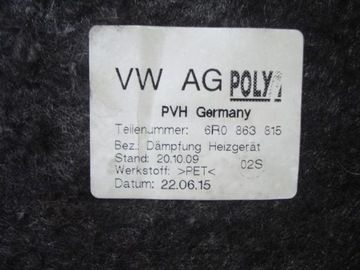 VW AG POLY
PVH Germany
Teilenummer: 6R0 863 815
Bez.: Dämpfung Heizgerät
Stand: 20.10.09 02S
Werkstoff: >PET<
Datum: 22.06.15